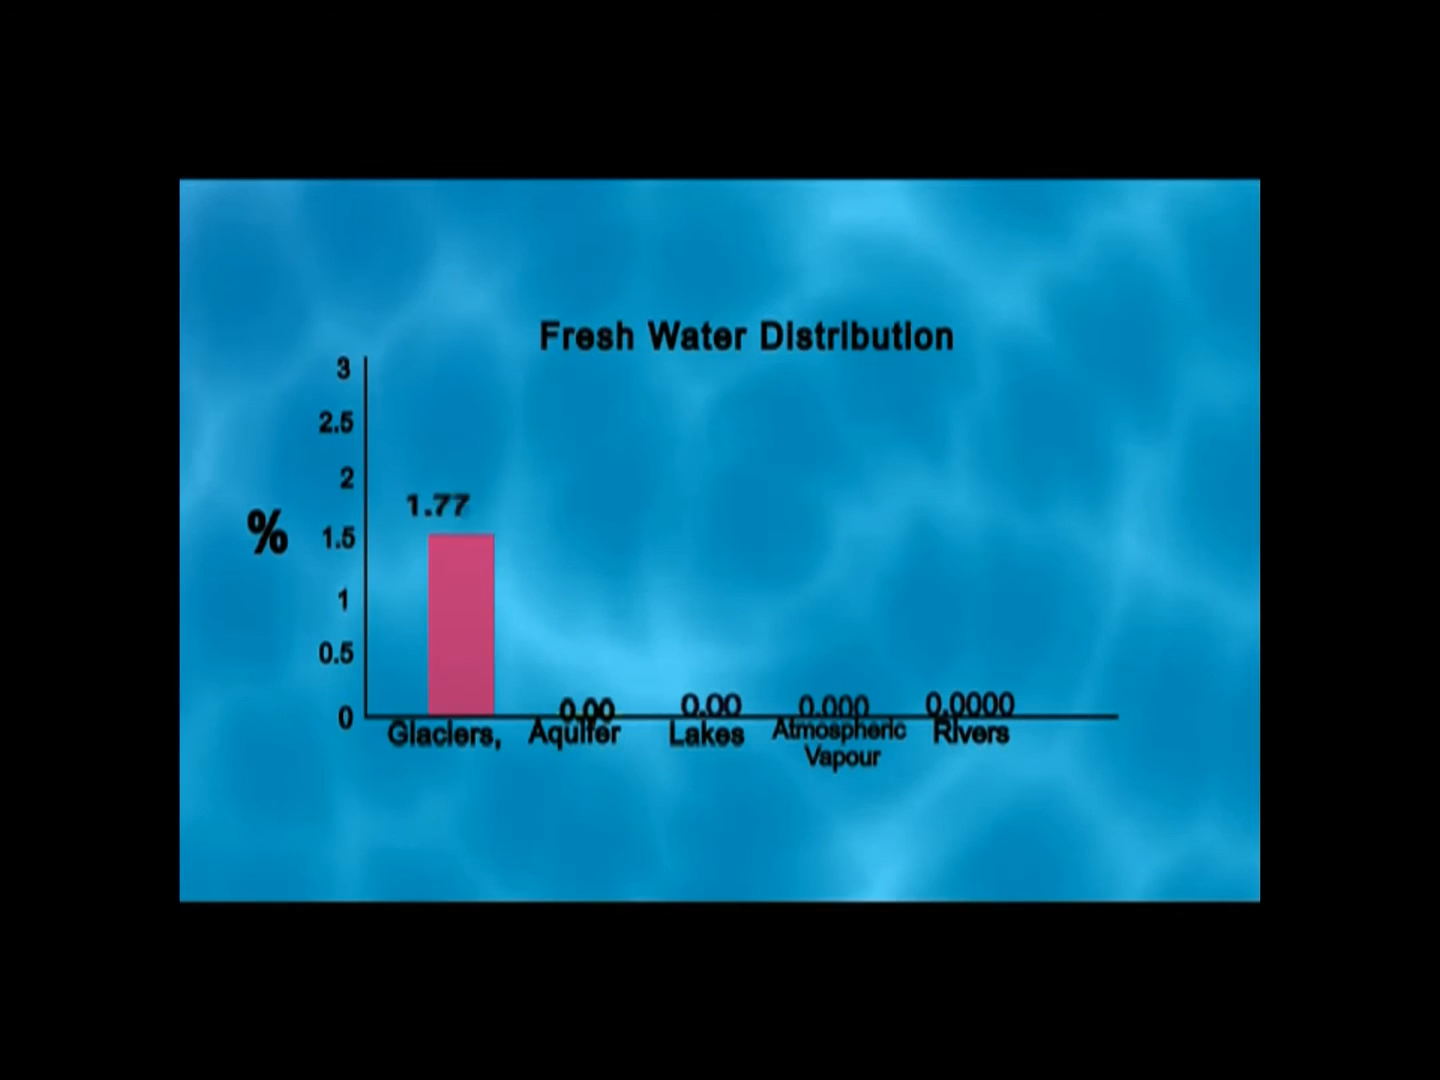 Fresh Water Distribution
3
2.5
2
1.77
%
1.5
1
0.5
0
0.00
0.00
0.000
0.0000
Glaciers,
Aquifer
Lakes
Atmospheric
Vapour
Rivers